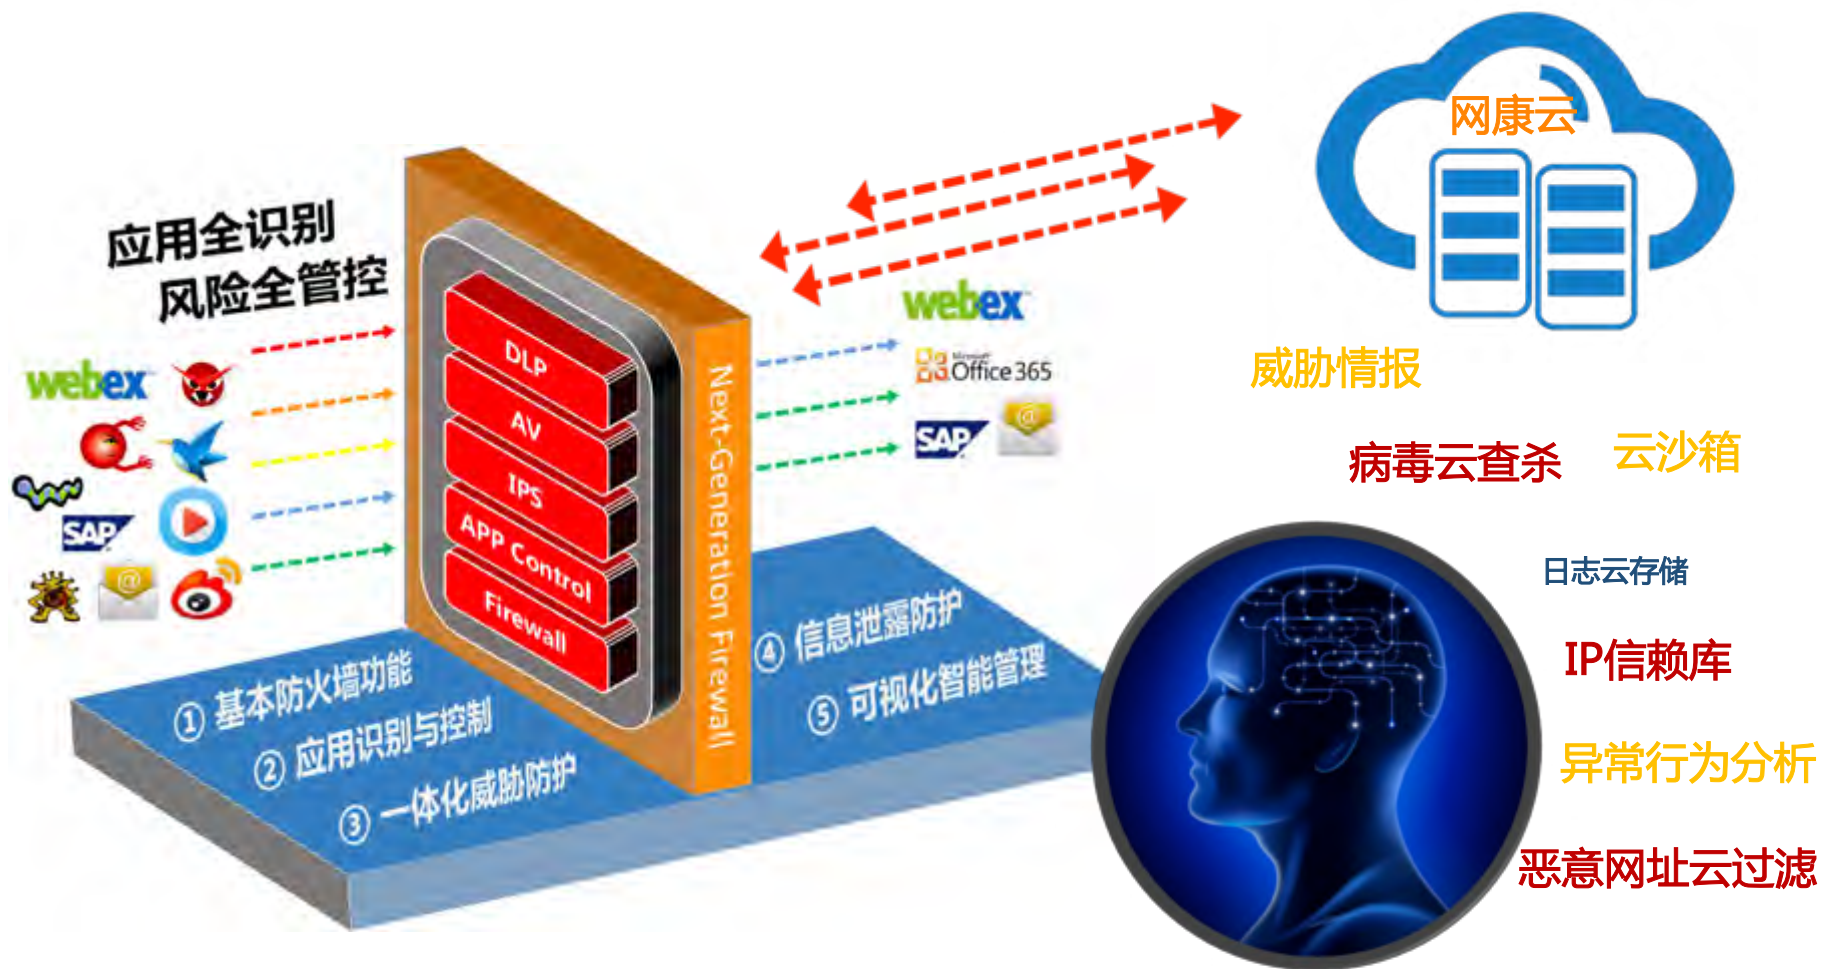 网康云
应用全识别
风险全管控
webex
webex
Microsoft
Office 365
SAP
@
SAP
@
DLP
AV
IPS
APP Control
Firewall
Next-Generation Firewall
① 基本防火墙功能
② 应用识别与控制
③ 一体化威胁防护
④ 信息泄露防护
⑤ 可视化智能管理
威胁情报
病毒云查杀
云沙箱
日志云存储
IP信赖库
异常行为分析
恶意网址云过滤